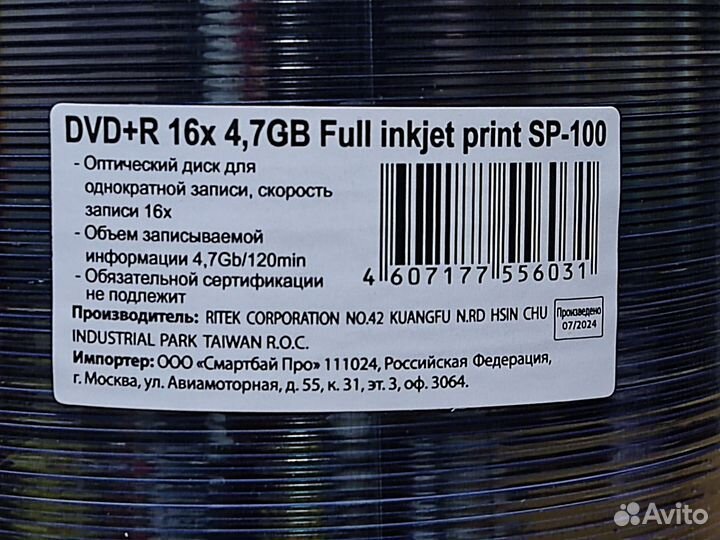 DVD+R 16x 4,7GB Full inkjet print SP-100
- Оптический диск для
однократной записи, скорость
записи 16x
- Объем записываемой
информации 4,7Gb/120min
- Обязательной сертификации
не подлежит
4 607177 556031
Производитель: RITEK CORPORATION NO.42 KUANGFU N.RD HSIN CHU
INDUSTRIAL PARK TAIWAN R.O.C.
Произведено
07/2024
Импортер: ООО «Смартбай Про» 111024, Российская Федерация,
г. Москва, ул. Авиамоторная, д. 55, к. 31, эт. 3, оф. 3064.
Avito